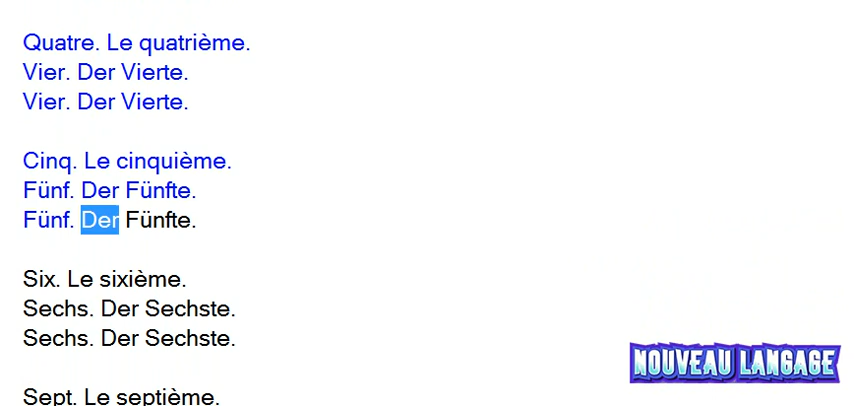 Quatre. Le quatrième.
Vier. Der Vierte.
Vier. Der Vierte.
Cinq. Le cinquième.
Fünf. Der Fünfte.
Fünf. Der Fünfte.
Six. Le sixième.
Sechs. Der Sechste.
Sechs. Der Sechste.
NOUVEAU LANGAGE
Sept. Le septième.